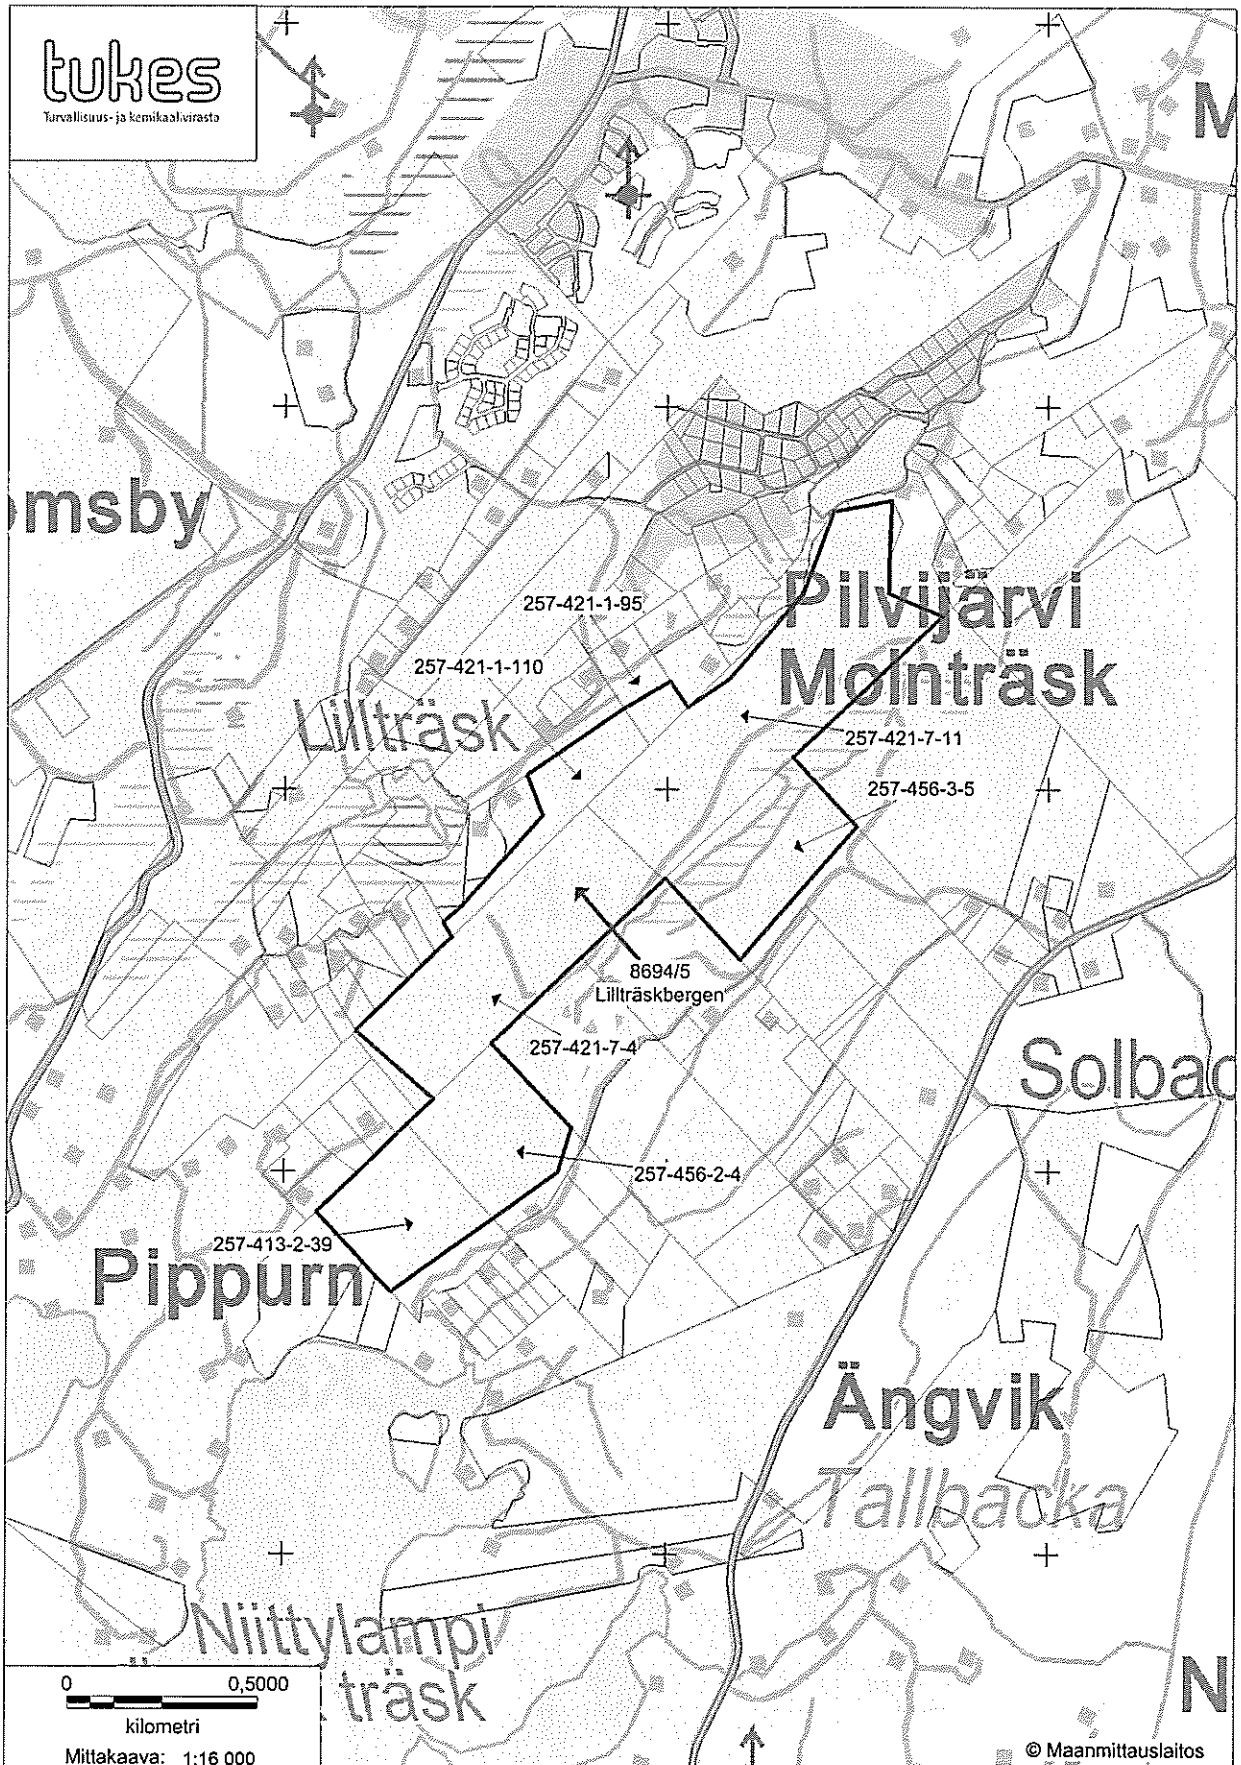 tukes
Turvallisuus- ja kemikaalivirasto
M
omsby
257-421-1-95
Pilvijärvi
257-421-1-110
Mointräsk
Lillträsk
257-421-7-11
257-456-3-5
8694/5
Lillträskbergen
257-421-7-4
Solbac
257-456-2-4
257-413-2-39
Pippurn
Ängvik
Tallbacka
Niittylampi
träsk
N
0 0,5000
kilometri
Mittakaava: 1:16 000
© Maanmittauslaitos